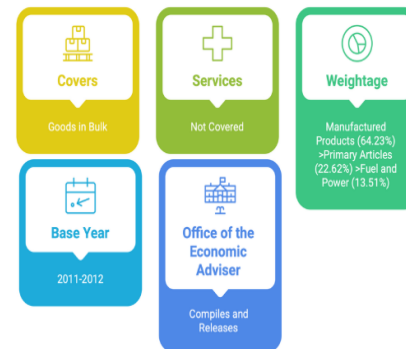 Covers
Goods in Bulk
Services
Not Covered
Weightage
Manufactured
Products (64.23%)
>Primary Articles
(22.62%) >Fuel and
Power (13.51%)
Base Year
2011-2012
Office of the
Economic
Adviser
Compiles and
Releases